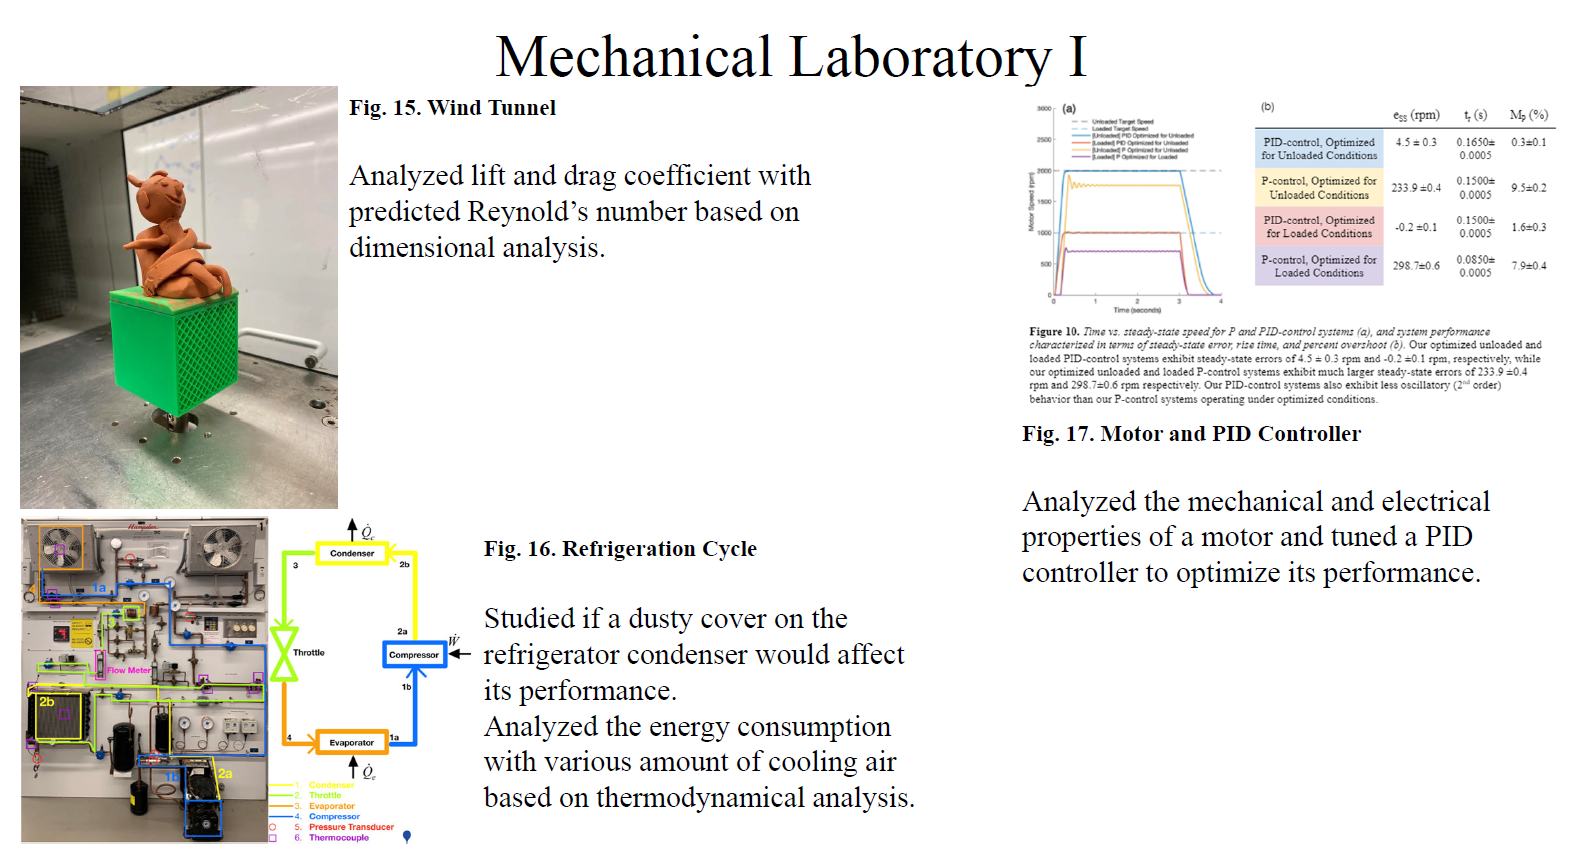 Mechanical Laboratory I
Fig. 15. Wind Tunnel
Analyzed lift and drag coefficient with
predicted Reynold’s number based on
dimensional analysis.
(a)
Unloaded Target Speed
Loaded Target Speed
[Unloaded] PID Optimized for Unloaded
[Loaded] PID Optimized for Unloaded
[Unloaded] P Optimized for Unloaded
[Loaded] P Optimized for Loaded
Motor Speed (rpm)
3000
2500
2000
1500
1000
500
0
0 1 2 3 4
Time (seconds)
(b)
eSS (rpm) tr (s) MP (%)
PID-control, Optimized
for Unloaded Conditions
4.5 ± 0.3
0.1650±
0.0005
0.3±0.1
P-control, Optimized for
Unloaded Conditions
233.9 ±0.4
0.1500±
0.0005
9.5±0.2
PID-control, Optimized
for Loaded Conditions
-0.2 ±0.1
0.1500±
0.0005
1.6±0.3
P-control, Optimized for
Loaded Conditions
298.7±0.6
0.0850±
0.0005
7.9±0.4
Figure 10. Time vs. steady-state speed for P and PID-control systems (a), and system performance
characterized in terms of steady-state error, rise time, and percent overshoot (b). Our optimized unloaded and
loaded PID-control systems exhibit steady-state errors of 4.5 ± 0.3 rpm and -0.2 ±0.1 rpm, respectively, while
our optimized unloaded and loaded P-control systems exhibit much larger steady-state errors of 233.9 ±0.4
rpm and 298.7±0.6 rpm respectively. Our PID-control systems also exhibit less oscillatory (2nd order)
behavior than our P-control systems operating under optimized conditions.
Fig. 17. Motor and PID Controller
Analyzed the mechanical and electrical
properties of a motor and tuned a PID
controller to optimize its performance.
Hampden
1a
4
Flow Meter
2b
1b
2a
Q̇c
Condenser
3
2b
Throttle
2a
Ẇ
Compressor
1b
4
Evaporator
1a
Q̇e
1. Condenser
2. Throttle
3. Evaporator
4. Compressor
5. Pressure Transducer
6. Thermocouple
Fig. 16. Refrigeration Cycle
Studied if a dusty cover on the
refrigerator condenser would affect
its performance.
Analyzed the energy consumption
with various amount of cooling air
based on thermodynamical analysis.